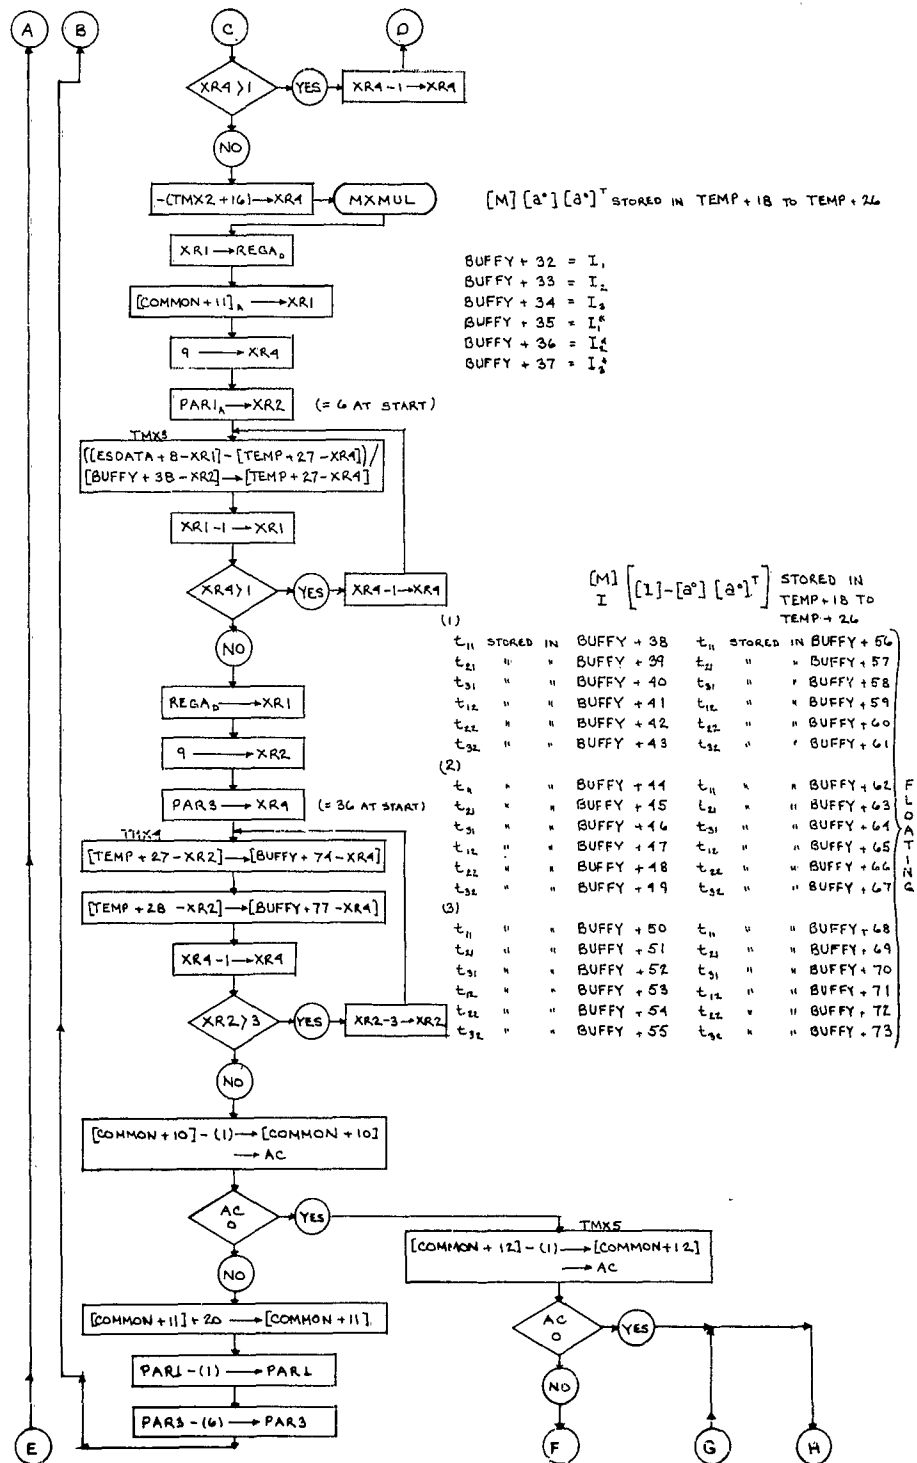 A
B
C
D
XR4>1
YES
XR4-1→XR4
NO
-(TMX2+16)→XR4
MXMUL
[M][a°][a°]ᵀ STORED IN TEMP+18 TO TEMP+26
XR1→REGA_D
[COMMON+11]_A→XR1
9→XR4
PAR1_A→XR2
(= 6 AT START)
BUFFY + 32 = I₁
BUFFY + 33 = I₂
BUFFY + 34 = I₃
BUFFY + 35 = I₁*
BUFFY + 36 = I₂*
BUFFY + 37 = I₃*
TMX3
([ESDATA+8-XR1]-[TEMP+27-XR4])/
[BUFFY+38-XR2]→[TEMP+27-XR4]
XR1-1→XR1
XR4>1
YES
XR4-1→XR4
NO
[M]
I
[[I]-[a°][a°]ᵀ]
STORED IN
TEMP+18 TO
TEMP+26
REGA_D→XR1
9→XR2
PAR3→XR4
(= 36 AT START)
TMX4
[TEMP+27-XR2]→[BUFFY+74-XR4]
[TEMP+28-XR2]→[BUFFY+77-XR4]
XR4-1→XR4
XR2>3
YES
XR2-3→XR2
NO
(1)
t₁₁ STORED IN BUFFY + 38 t₁₁ STORED IN BUFFY + 56
t₂₁ " " BUFFY + 39 t₂₁ " " BUFFY + 57
t₃₁ " " BUFFY + 40 t₃₁ " " BUFFY + 58
t₁₂ " " BUFFY + 41 t₁₂ " " BUFFY + 59
t₂₂ " " BUFFY + 42 t₂₂ " " BUFFY + 60
t₃₂ " " BUFFY + 43 t₃₂ " " BUFFY + 61
(2)
t₁₁ " " BUFFY + 44 t₁₁ " " BUFFY + 62
t₂₁ " " BUFFY + 45 t₂₁ " " BUFFY + 63
t₃₁ " " BUFFY + 46 t₃₁ " " BUFFY + 64
t₁₂ " " BUFFY + 47 t₁₂ " " BUFFY + 65
t₂₂ " " BUFFY + 48 t₂₂ " " BUFFY + 66
t₃₂ " " BUFFY + 49 t₃₂ " " BUFFY + 67
(3)
t₁₁ " " BUFFY + 50 t₁₁ " " BUFFY + 68
t₂₁ " " BUFFY + 51 t₂₁ " " BUFFY + 69
t₃₁ " " BUFFY + 52 t₃₁ " " BUFFY + 70
t₁₂ " " BUFFY + 53 t₁₂ " " BUFFY + 71
t₂₂ " " BUFFY + 54 t₂₂ " " BUFFY + 72
t₃₂ " " BUFFY + 55 t₃₂ " " BUFFY + 73
FLOATING
[COMMON+10]-(1)→[COMMON+10]
→AC
AC
0
YES
NO
TMX5
[COMMON+12]-(1)→[COMMON+12]
→AC
AC
0
YES
NO
[COMMON+11]+20→[COMMON+11]
PAR1-(1)→PAR1
PAR3-(6)→PAR3
E
F
G
H